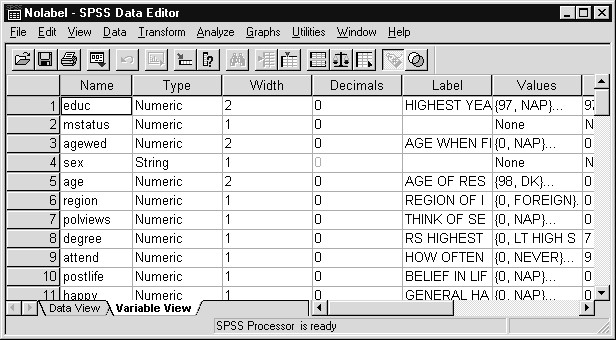 Nolabel - SPSS Data Editor
File Edit View Data Transform Analyze Graphs Utilities Window Help
Name Type Width Decimals Label Values
1 educ Numeric 2 0 HIGHEST YEA {97, NAP}... 97
2 mstatus Numeric 1 0 None N
3 agewed Numeric 2 0 AGE WHEN FI {0, NAP}... 0
4 sex String 1 0 None N
5 age Numeric 2 0 AGE OF RES {98, DK}... 0
6 region Numeric 1 0 REGION OF I {0, FOREIGN}
7 polviews Numeric 1 0 THINK OF SE {0, NAP}... 0
8 degree Numeric 1 0 RS HIGHEST {0, LT HIGH S 7
9 attend Numeric 1 0 HOW OFTEN {0, NEVER}... 9
10 postlife Numeric 1 0 BELIEF IN LIF {0, NAP}... 0
11 happy Numeric 1 0 GENERAL HA {0, NAP}... 0
Data View Variable View
SPSS Processor is ready